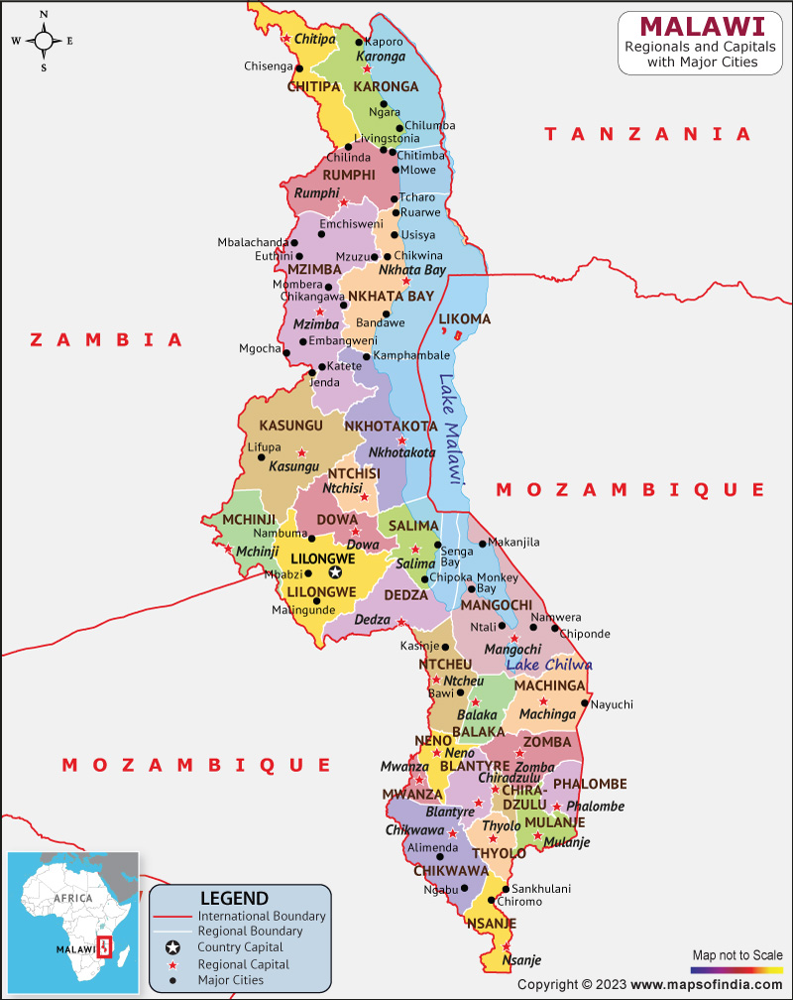 MALAWI
Regionals and Capitals
with Major Cities
N
W
E
S
Chitipa
Kaporo
Karonga
Chisenga
CHITIPA
KARONGA
Ngara
Chilumba
TANZANIA
Livingstonia
Chilinda
Chitimba
Mlowe
RUMPHI
Rumphi
Tcharo
Ruarwe
Emchisweni
Usisya
Mbalachanda
Euthini
Mzuzu
Chikwina
MZIMBA
Nkhata Bay
Mombera
Chikangawa
NKHATA BAY
Mzimba
Bandawe
LIKOMA
ZAMBIA
Embangweni
Mgocha
Kamphambale
Katete
Jenda
Lake Malawi
KASUNGU
NKHOTAKOTA
Lifupa
Kasungu
Nkhotakota
NTCHISI
Ntchisi
MOZAMBIQUE
MCHINJI
DOWA
SALIMA
Nambuma
Mchinji
Dowa
Makanjila
LILONGWE
Salima
Senga
Bay
Mbabzi
Chipoka
Monkey
Bay
LILONGWE
DEDZA
MANGOCHI
Malingunde
Dedza
Ntali
Namwera
Chiponde
Kasinje
Mangochi
Lake Chilwa
NTCHEU
Ntcheu
MACHINGA
Bawi
Balaka
Machinga
Nayuchi
BALAKA
NENO
Neno
ZOMBA
MOZAMBIQUE
Mwanza
BLANTYRE
Zomba
Chiradzulu
MWANZA
CHIRA-
DZULU
PHALOMBE
Blantyre
Phalombe
Chikwawa
Thyolo
MULANJE
Mulanje
Alimenda
THYOLO
CHIKWAWA
Ngabu
Sankhulani
Chiromo
NSANJE
Nsanje
AFRICA
MALAWI
LEGEND
International Boundary
Regional Boundary
Country Capital
Regional Capital
Major Cities
Map not to Scale
Copyright © 2023 www.mapsofindia.com